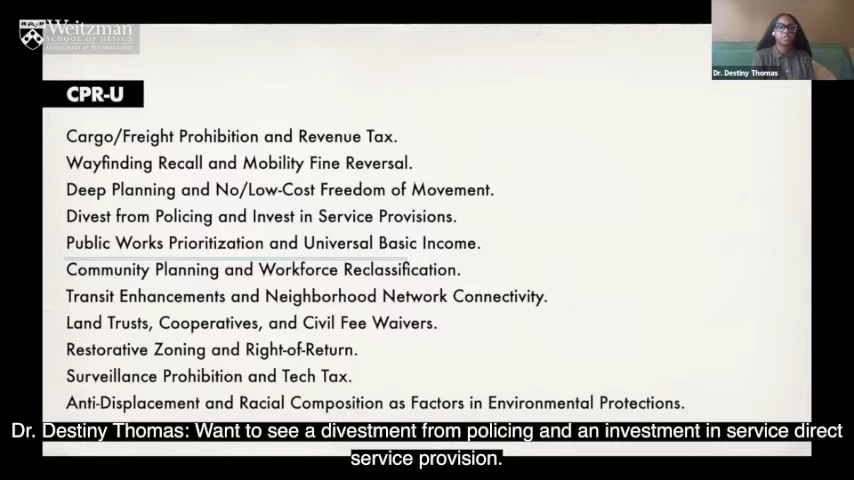 Weitzman
SCHOOL OF DESIGN
UNIVERSITY OF PENNSYLVANIA
Dr. Destiny Thomas
CPR-U
Cargo/Freight Prohibition and Revenue Tax.
Wayfinding Recall and Mobility Fine Reversal.
Deep Planning and No/Low-Cost Freedom of Movement.
Divest from Policing and Invest in Service Provisions.
Public Works Prioritization and Universal Basic Income.
Community Planning and Workforce Reclassification.
Transit Enhancements and Neighborhood Network Connectivity.
Land Trusts, Cooperatives, and Civil Fee Waivers.
Restorative Zoning and Right-of-Return.
Surveillance Prohibition and Tech Tax.
Anti-Displacement and Racial Composition as Factors in Environmental Protections.
Dr. Destiny Thomas: Want to see a divestment from policing and an investment in service direct
service provision.